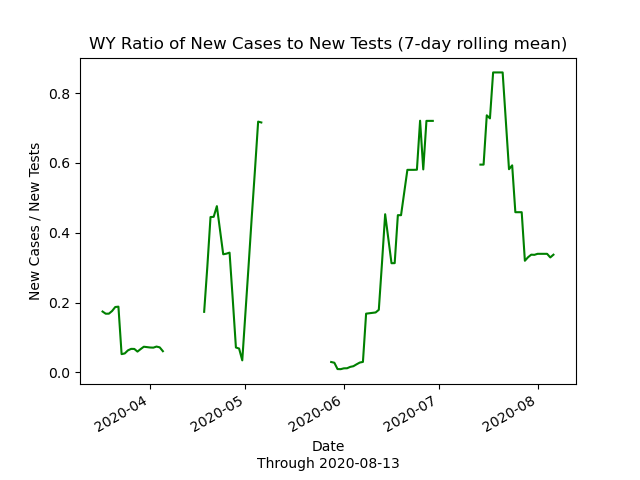 WY Ratio of New Cases to New Tests (7-day rolling mean)
New Cases / New Tests
0.8
0.6
0.4
0.2
0.0
2020-04
2020-05
2020-06
2020-07
2020-08
Date
Through 2020-08-13